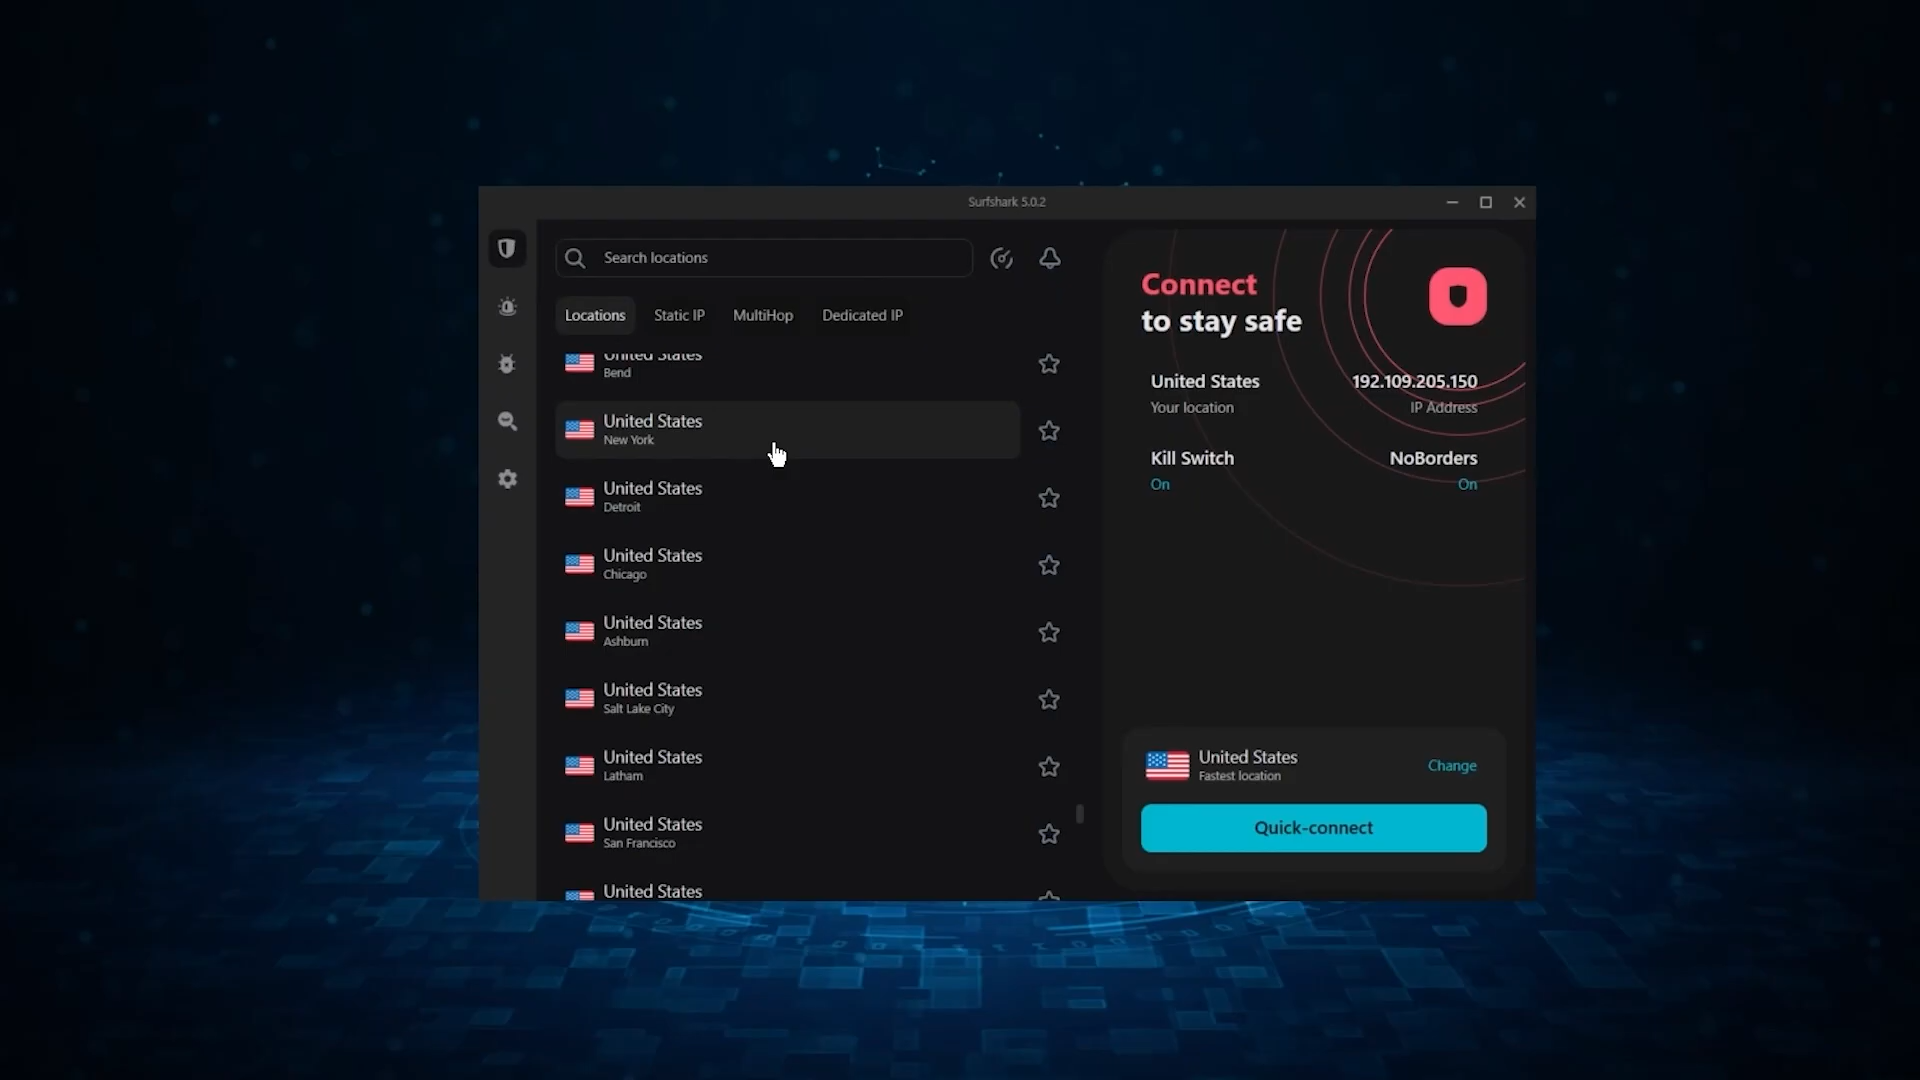 Surfshark 5.0.2
Search locations
Locations Static IP MultiHop Dedicated IP
United States
Bend
United States
New York
United States
Detroit
United States
Chicago
United States
Ashburn
United States
Salt Lake City
United States
Latham
United States
San Francisco
United States
Connect
to stay safe
United States 192.109.205.150
Your location IP Address
Kill Switch NoBorders
On On
United States
Fastest location
Change
Quick-connect